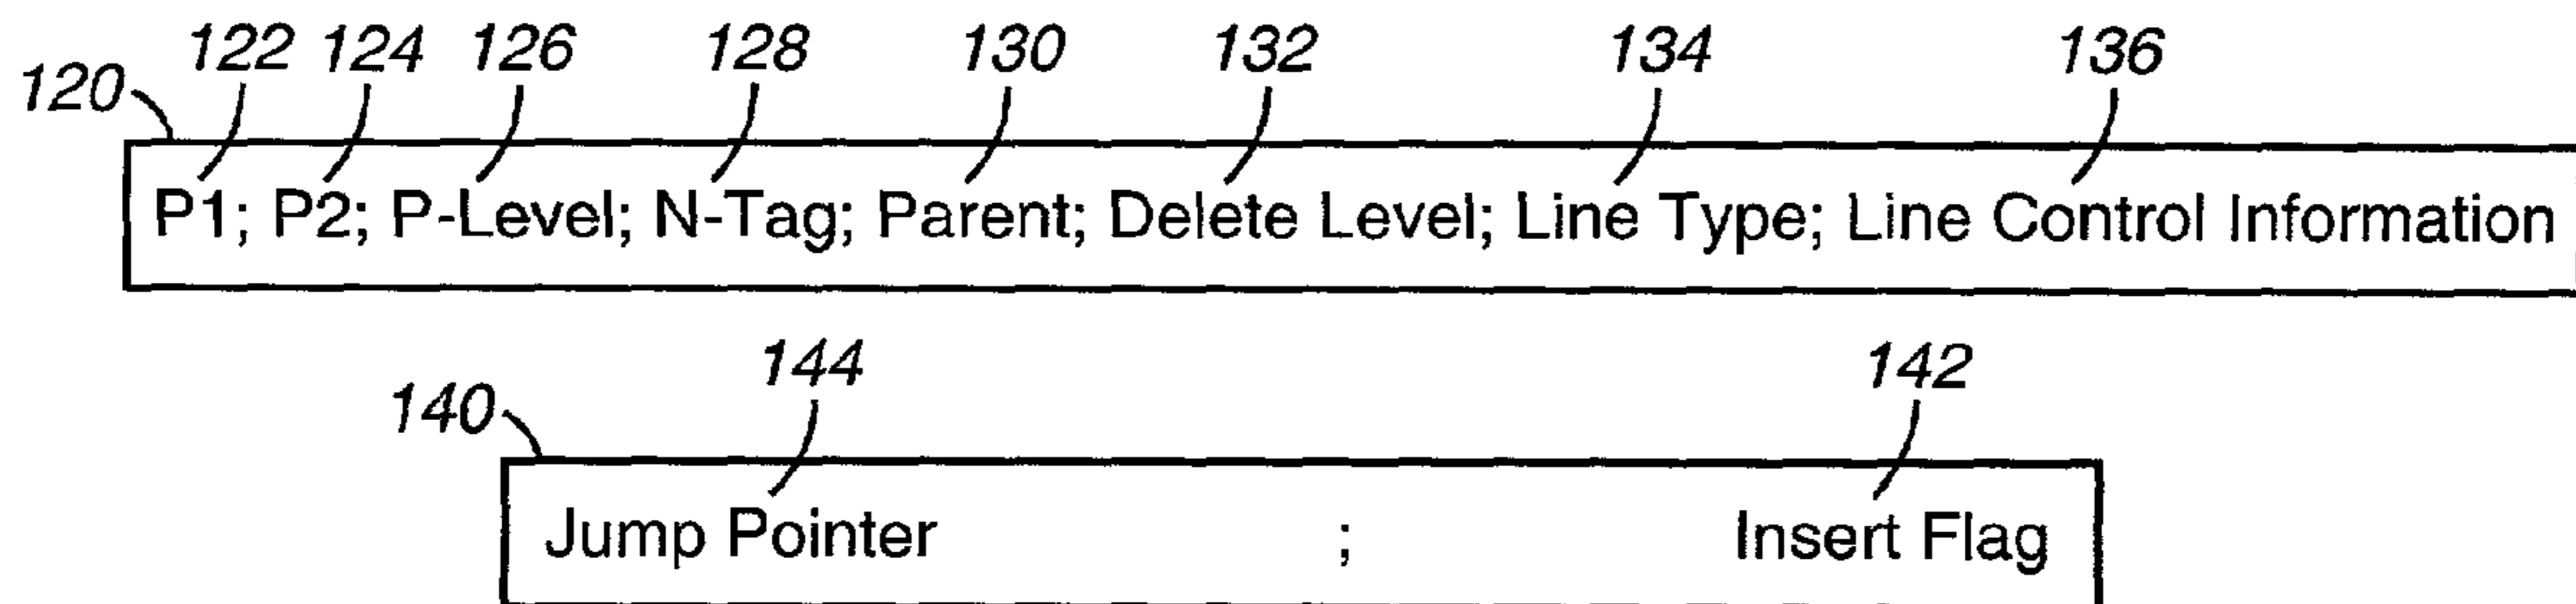 122 124 126 128 130 132 134 136
120
P1; P2; P-Level; N-Tag; Parent; Delete Level; Line Type; Line Control Information
144 142
140
Jump Pointer ; Insert Flag